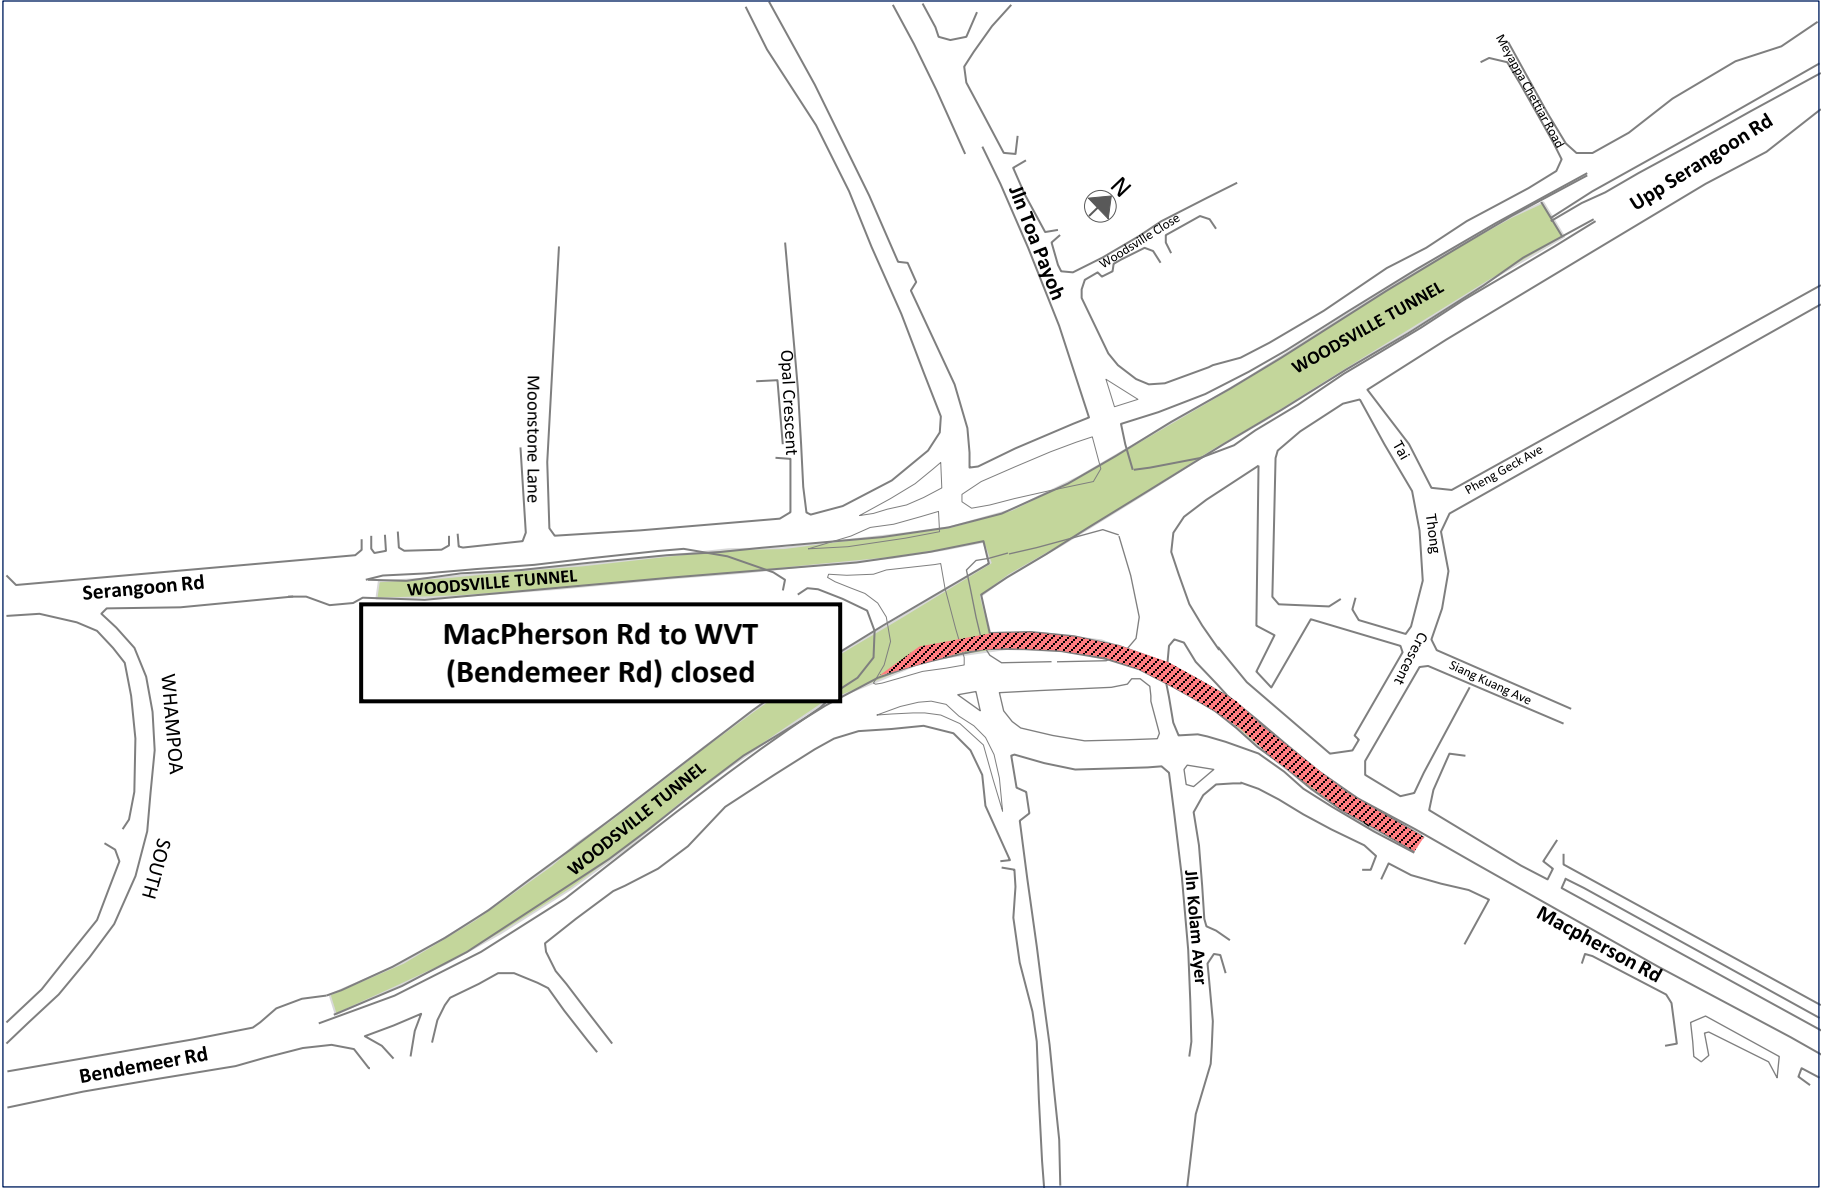 Meyappa Chettiar Road
Upp Serangoon Rd
N
Jln Toa Payoh
Woodsville Close
WOODSVILLE TUNNEL
Opal Crescent
Moonstone Lane
Tai
Thong
Crescent
Pheng Geck Ave
Serangoon Rd
WOODSVILLE TUNNEL
MacPherson Rd to WVT
(Bendemeer Rd) closed
Siang Kuang Ave
WHAMPOA
SOUTH
WOODSVILLE TUNNEL
Jln Kolam Ayer
Macpherson Rd
Bendemeer Rd